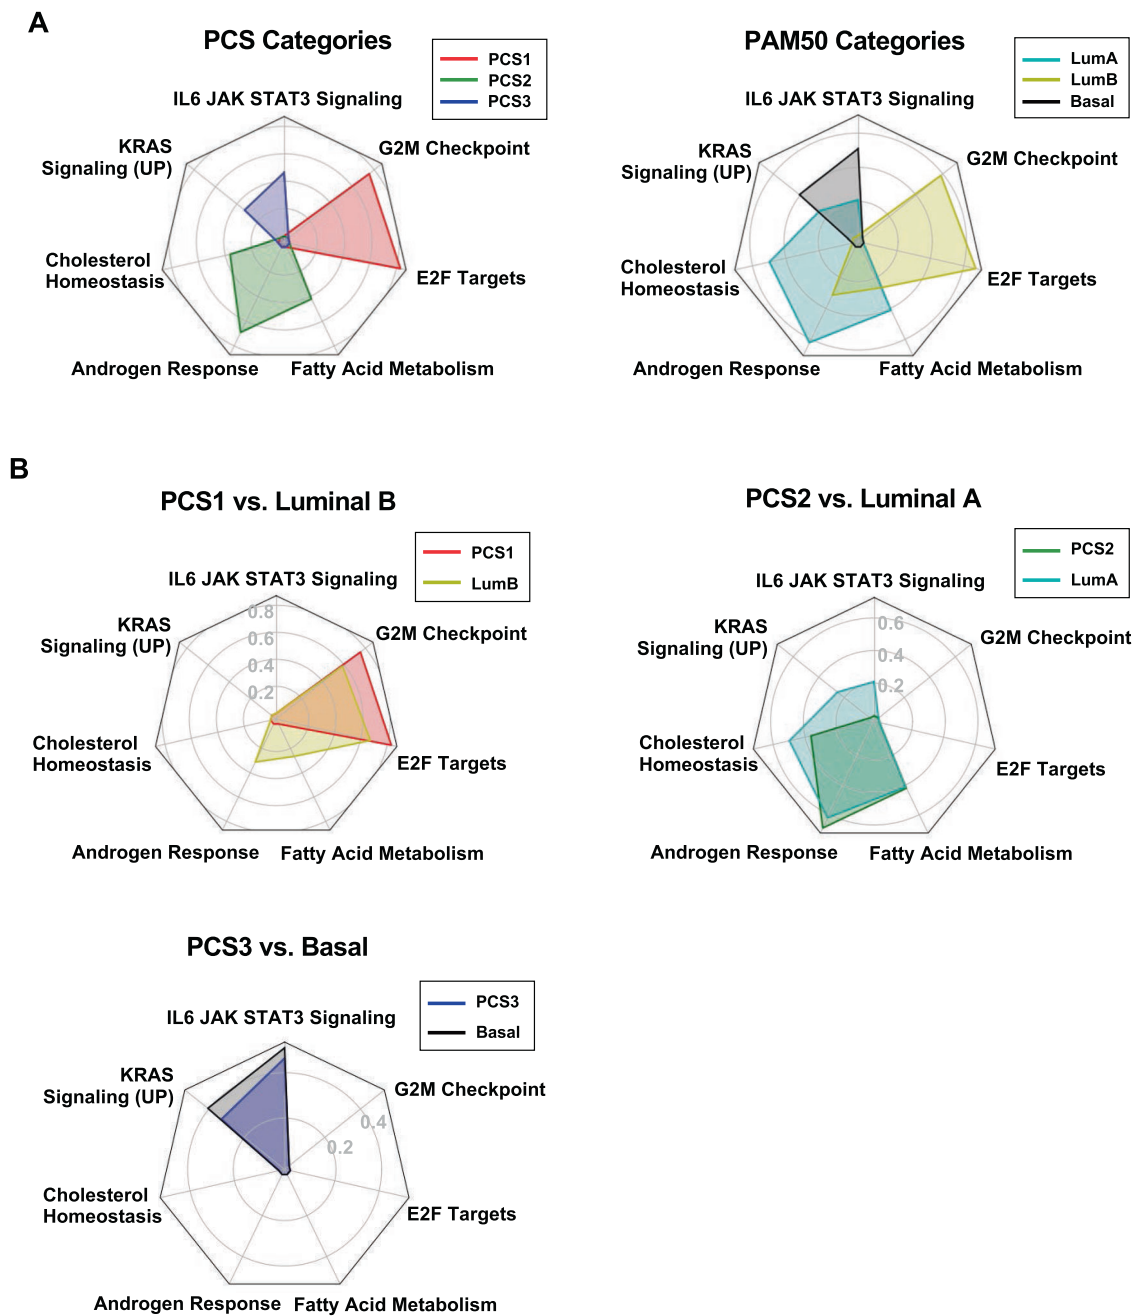 A
PCS Categories
PCS1
PCS2
PCS3
IL6 JAK STAT3 Signaling
KRAS
Signaling (UP)
G2M Checkpoint
Cholesterol
Homeostasis
E2F Targets
Androgen Response
Fatty Acid Metabolism
PAM50 Categories
LumA
LumB
Basal
IL6 JAK STAT3 Signaling
KRAS
Signaling (UP)
G2M Checkpoint
Cholesterol
Homeostasis
E2F Targets
Androgen Response
Fatty Acid Metabolism
B
PCS1 vs. Luminal B
PCS1
LumB
IL6 JAK STAT3 Signaling
0.8
0.6
0.4
0.2
KRAS
Signaling (UP)
G2M Checkpoint
Cholesterol
Homeostasis
E2F Targets
Androgen Response
Fatty Acid Metabolism
PCS2 vs. Luminal A
PCS2
LumA
IL6 JAK STAT3 Signaling
0.6
0.4
0.2
KRAS
Signaling (UP)
G2M Checkpoint
Cholesterol
Homeostasis
E2F Targets
Androgen Response
Fatty Acid Metabolism
PCS3 vs. Basal
PCS3
Basal
IL6 JAK STAT3 Signaling
KRAS
Signaling (UP)
G2M Checkpoint
0.4
0.2
Cholesterol
Homeostasis
E2F Targets
Androgen Response
Fatty Acid Metabolism